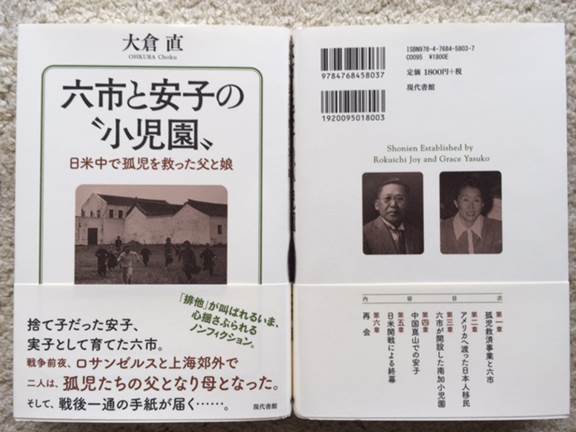 大倉 直
OHKURA Choku
六市と安子の
〝小児園〟
日米中で孤児を救った父と娘
「排他」が叫ばれるいま、
心揺さぶられる
ノンフィクション。
捨て子だった安子、
実子として育てた六市。
戦争前夜、ロサンゼルスと上海郊外で
二人は、孤児たちの父となり母となった。
そして、戦後一通の手紙が届く……。
現代書館
9784768458037
1920095018003
ISBN978-4-7684-5803-7
C0095 ¥1800E
定価 1800円+税
現代書館
Shonien Established by
Rokuichi Joy and Grace Yasuko
内容目次
第一章
孤児救済事業と六市
第二章
アメリカへ渡った日本人移民
第三章
六市が開設した南加小児園
第四章
中国崑山での安子
第五章
日米開戦による終幕
第六章
再会